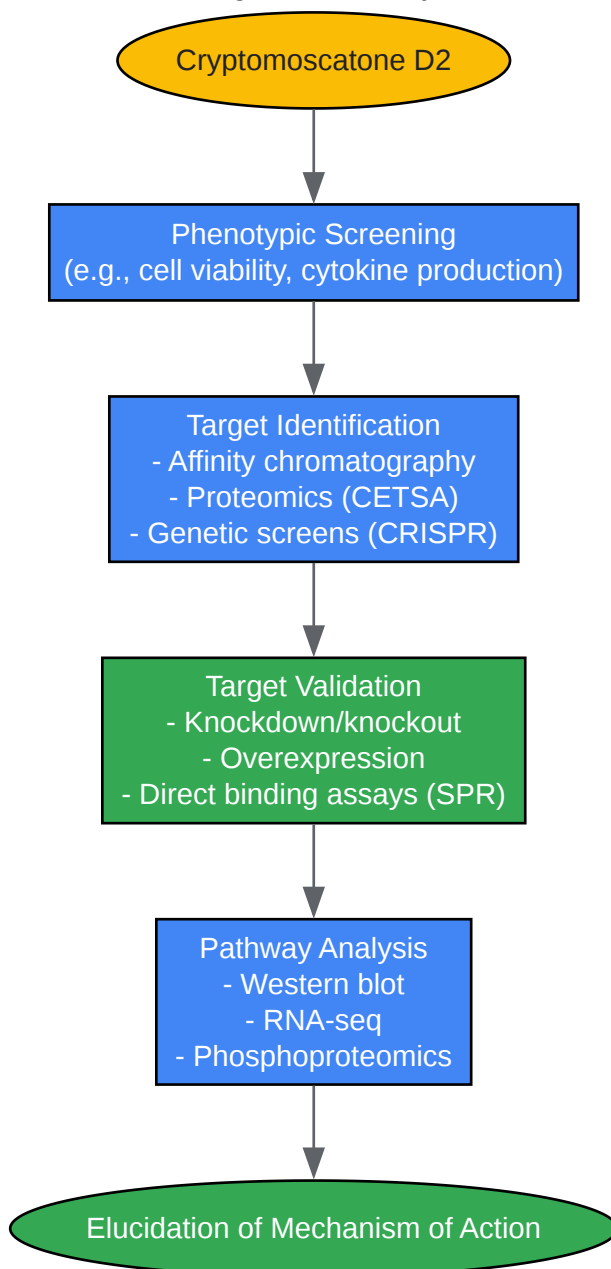 Cryptomoscatone D2
Phenotypic Screening
(e.g., cell viability, cytokine production)
Target Identification
- Affinity chromatography
- Proteomics (CETSA)
- Genetic screens (CRISPR)
Target Validation
- Knockdown/knockout
- Overexpression
- Direct binding assays (SPR)
Pathway Analysis
- Western blot
- RNA-seq
- Phosphoproteomics
Elucidation of Mechanism of Action